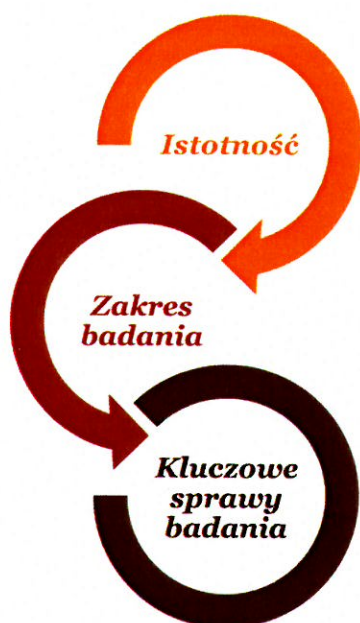 Istotność
Zakres
badania
Kluczowe
sprawy
badania